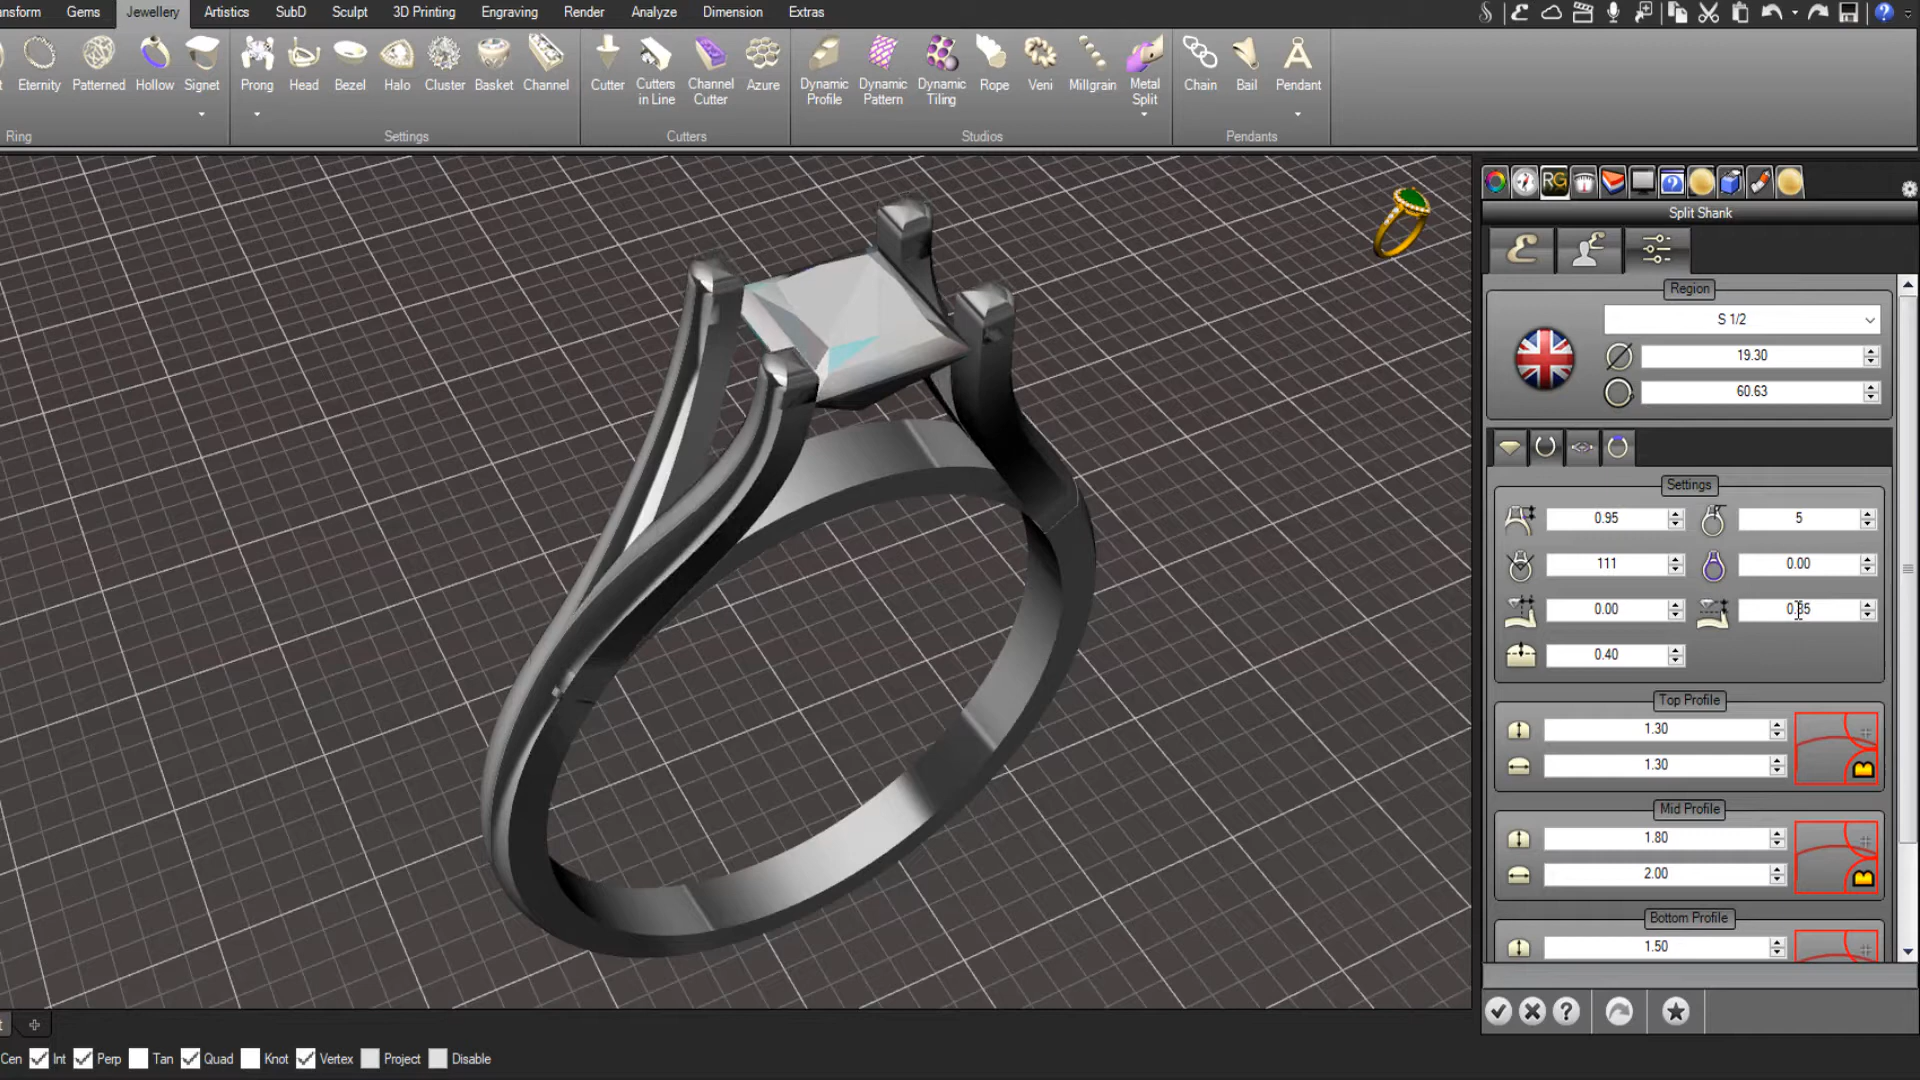 ansform Jewellery Artistics SubD Sculpt 3D Printing Engraving Render Analyze Dimension Extras
Eternity Patterned Hollow Signet Prong Head Bezel Halo Cluster Basket Channel Cutter Cutters in Line Channel Cutter Azure Dynamic Profile Dynamic Pattern Dynamic Tiling Rope Veni Millgrain Metal Split Chain Bail Pendant
Ring Settings Cutters Studios Pendants
RG
Split Shank
Region
S 1/2
19.30
60.63
Settings
0.95 5
111 0.00
0.00
0.40
Top Profile
1.30
1.30
Mid Profile
1.80
2.00
Bottom Profile
1.50
Cen Int Perp Tan Quad Knot Vertex Project Disable